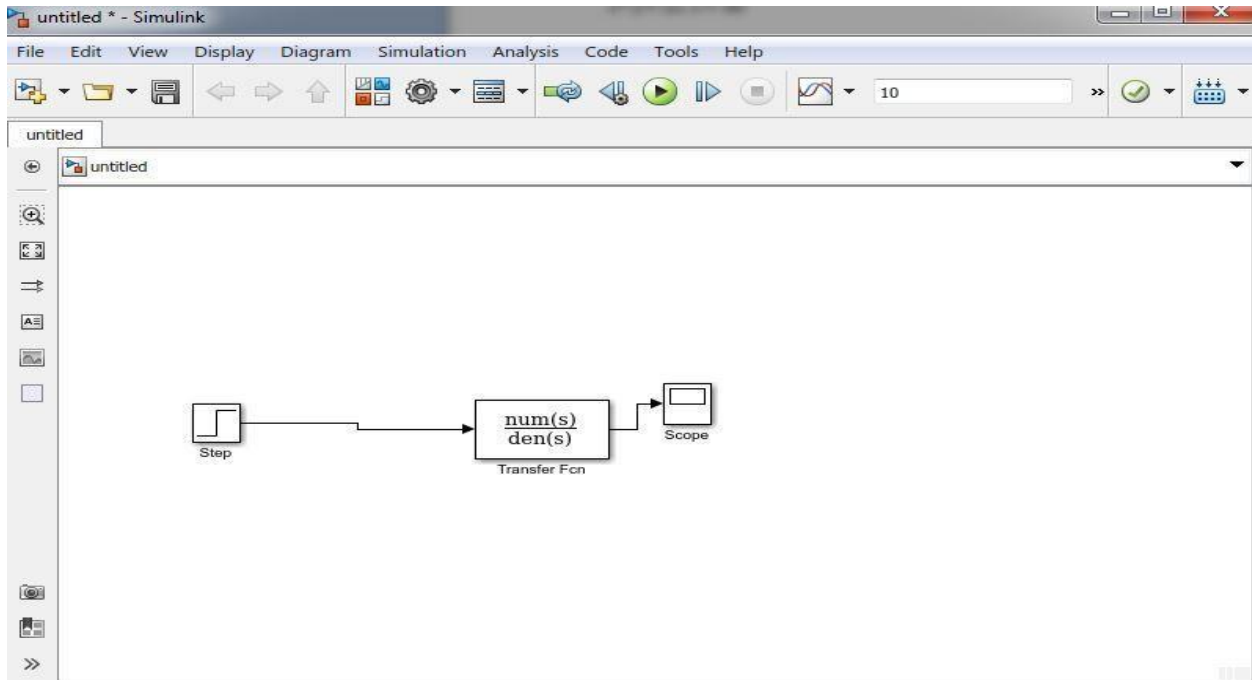 untitled * - Simulink
File Edit View Display Diagram Simulation Analysis Code Tools Help
10
untitled
untitled
Step
num(s)
den(s)
Transfer Fcn
Scope